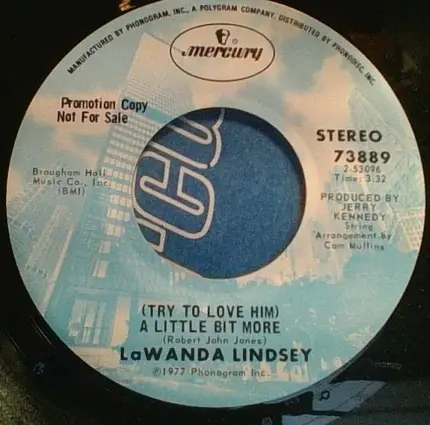 MANUFACTURED BY PHONOGRAM, INC., A POLYGRAM COMPANY, DISTRIBUTED BY PHONODISC, INC.
mercury
Promotion Copy
Not For Sale
STEREO
73889
2-53096
Time: 3:32
Brougham Hall
Music Co., Inc.
(BMI)
PRODUCED BY
JERRY
KENNEDY
String
Arrangement by
Cam Mullins
(TRY TO LOVE HIM)
A LITTLE BIT MORE
(Robert John Jones)
LaWANDA LINDSEY
℗1977 Phonogram Inc.